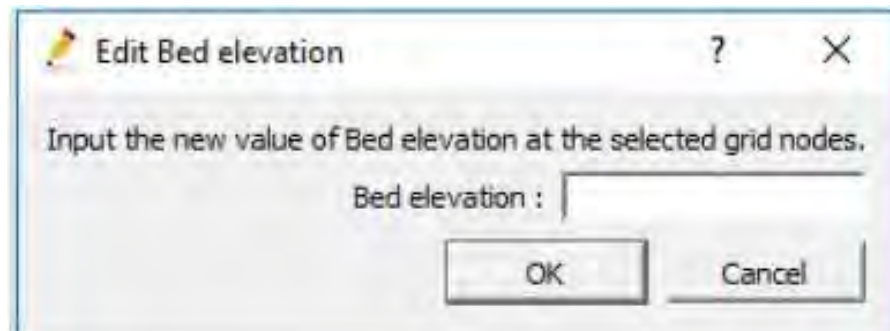 Edit Bed elevation ?
Input the new value of Bed elevation at the selected grid nodes.
Bed elevation :
OK Cancel